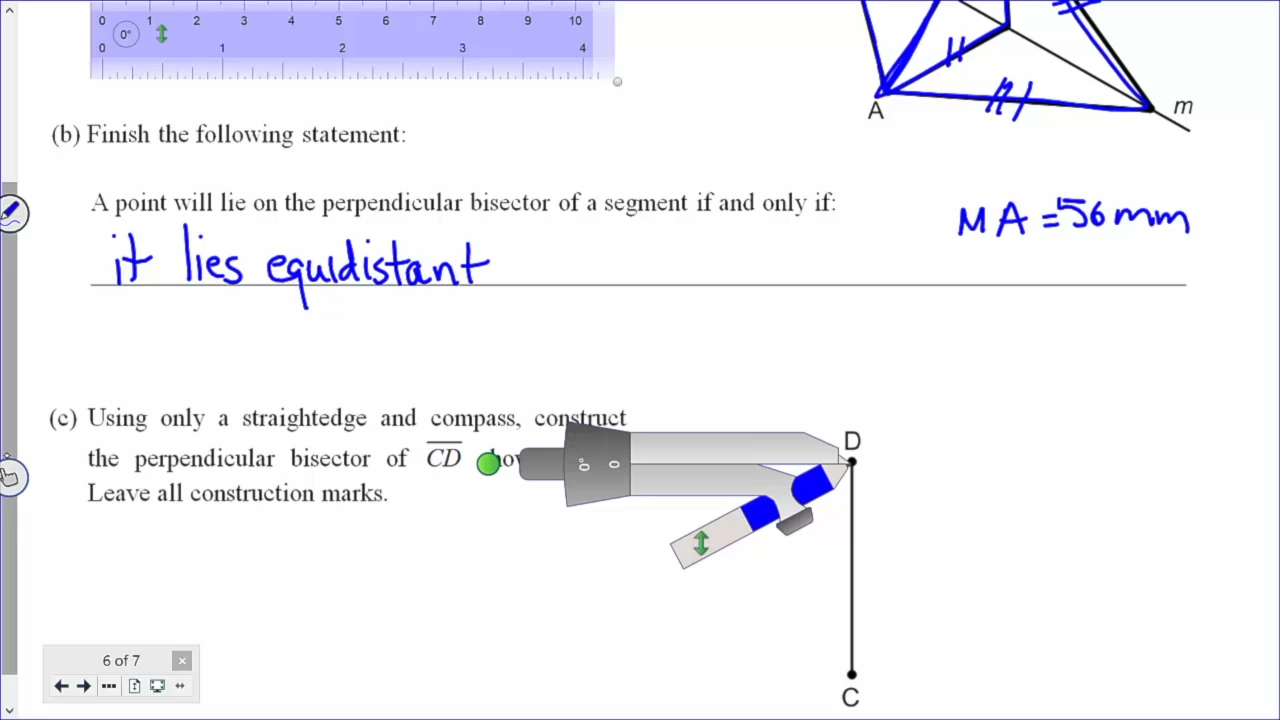 0 1 2 3 4 5 6 7 8 9 10
0°
0 1 2 3 4
A
m
(b) Finish the following statement:
A point will lie on the perpendicular bisector of a segment if and only if:
MA = 56 mm
it lies equidistant
(c) Using only a straightedge and compass, construct
the perpendicular bisector of CD
Leave all construction marks.
0° 0
D
C
6 of 7